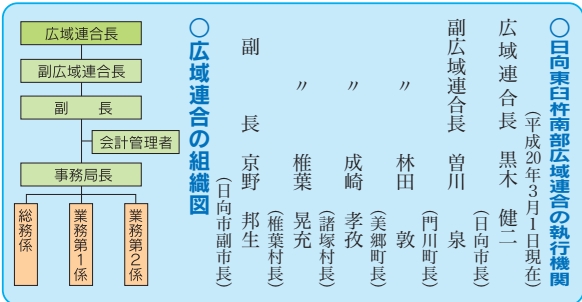 ○日向東臼杵南部広域連合の執行機関
(平成20年3月1日現在)
広域連合長 黒木 健二
(日向市長)
副広域連合長 曽川 泉
(門川町長)
〃 林田 敦
(美郷町長)
〃 成崎 孝孜
(諸塚村長)
〃 椎葉 晃充
(椎葉村長)
副長 京野 邦生
(日向市副市長)
○広域連合の組織図
広域連合長
副広域連合長
副長
会計管理者
事務局長
総務係
業務第1係
業務第2係